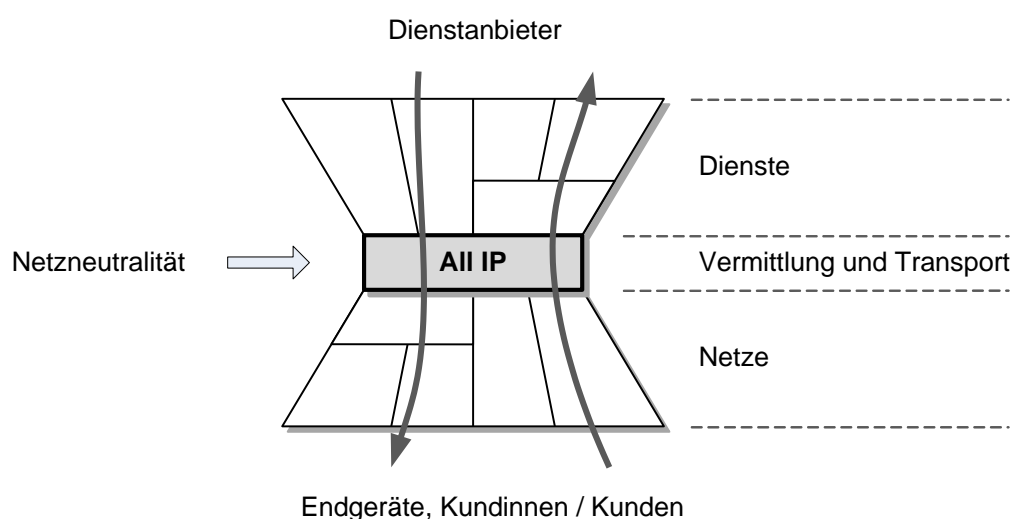 Dienstanbieter
Dienste
Netzneutralität
All IP
Vermittlung und Transport
Netze
Endgeräte, Kundinnen / Kunden